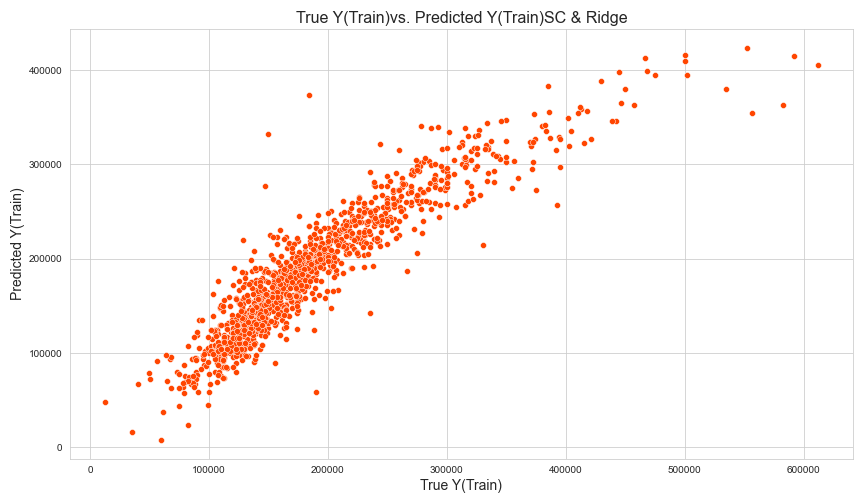 True Y(Train)vs. Predicted Y(Train)SC & Ridge
Predicted Y(Train)
400000
300000
200000
100000
0
0 100000 200000 300000 400000 500000 600000
True Y(Train)